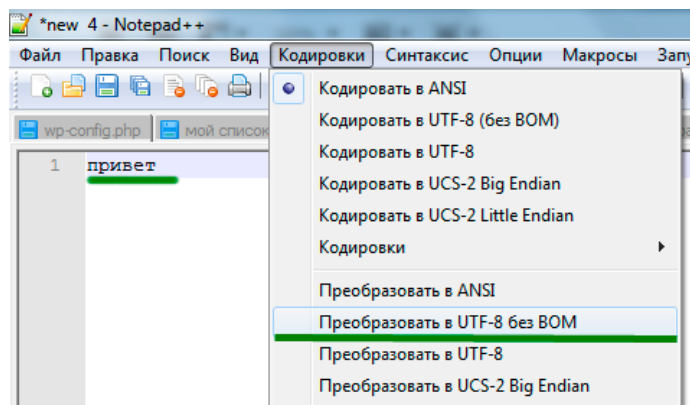 *new 4 - Notepad++
Файл Правка Поиск Вид Кодировки Синтаксис Опции Макросы
wp-config.php мой список
1 привет
Кодировать в ANSI
Кодировать в UTF-8 (без BOM)
Кодировать в UTF-8
Кодировать в UCS-2 Big Endian
Кодировать в UCS-2 Little Endian
Кодировки
Преобразовать в ANSI
Преобразовать в UTF-8 без BOM
Преобразовать в UTF-8
Преобразовать в UCS-2 Big Endian